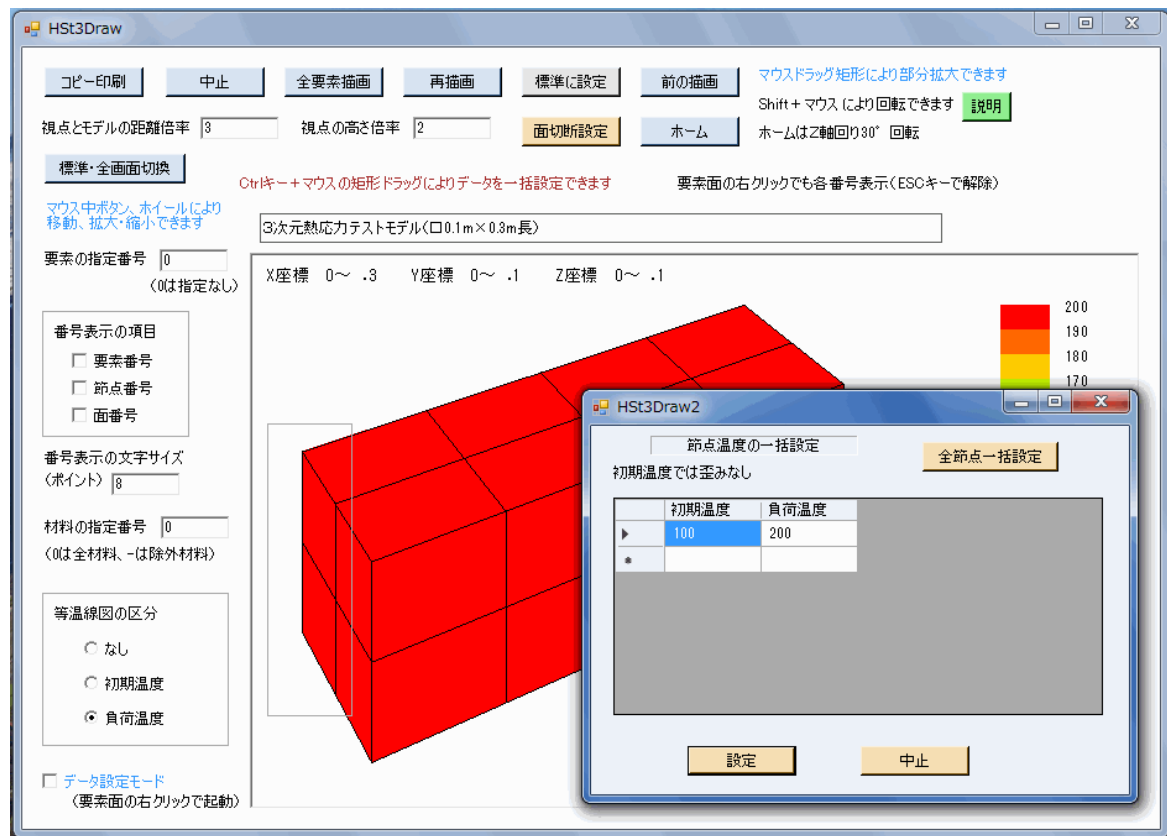 HSt3Draw
コピー印刷
中止
全要素描画
再描画
標準に設定
前の描画
マウスドラッグ矩形により部分拡大できます
Shift+マウスにより回転できます
説明
視点とモデルの距離倍率 3
視点の高さ倍率 2
面切断設定
ホーム
ホームはZ軸回り30°回転
標準・全画面切換
Ctrlキー+マウスの矩形ドラッグによりデータを一括設定できます
要素面の右クリックでも各番号表示(ESCキーで解除)
マウス中ボタン、ホイールにより
移動、拡大・縮小できます
3次元熱応力テストモデル(口0.1m×0.3m長)
要素の指定番号 0
(0は指定なし)
X座標 0～ .3 Y座標 0～ .1 Z座標 0～ .1
200
190
180
170
番号表示の項目
要素番号
節点番号
面番号
番号表示の文字サイズ
(ポイント) 8
材料の指定番号 0
(0は全材料、-は除外材料)
等温線図の区分
なし
初期温度
負荷温度
データ設定モード
(要素面の右クリックで起動)
HSt3Draw2
節点温度の一括設定
全節点一括設定
初期温度では歪みなし
初期温度 負荷温度
100 200
設定
中止